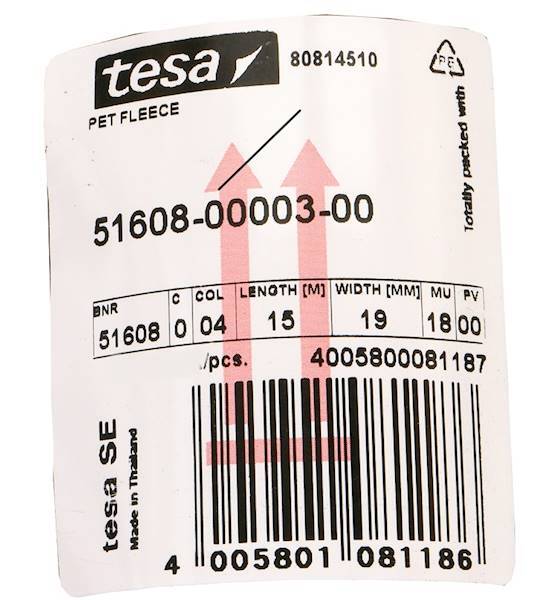 tesa
80814510
PET FLEECE
PE
Totally packed with
51608-00003-00
BNR C COL LENGTH [M] WIDTH [MM] MU PV
51608 0 04 15 19 18 00
/pcs. 4005800081187
tesa SE
Made in Thailand
4 005801 081186